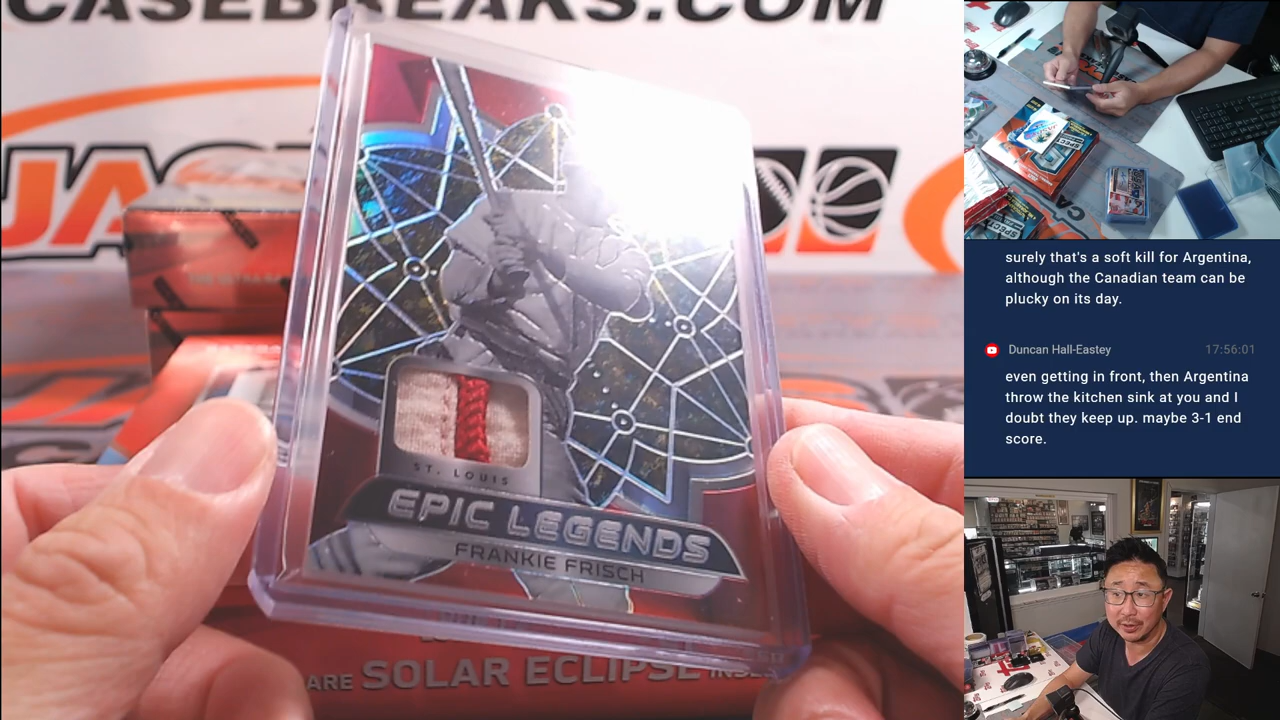 CASEBREAKS.COM
ST. LOUIS
EPIC LEGENDS
FRANKIE FRISCH
ARE SOLAR ECLIPSE
surely that's a soft kill for Argentina,
although the Canadian team can be
plucky on its day.
Duncan Hall-Eastey 17:56:01
even getting in front, then Argentina
throw the kitchen sink at you and I
doubt they keep up. maybe 3-1 end
score.